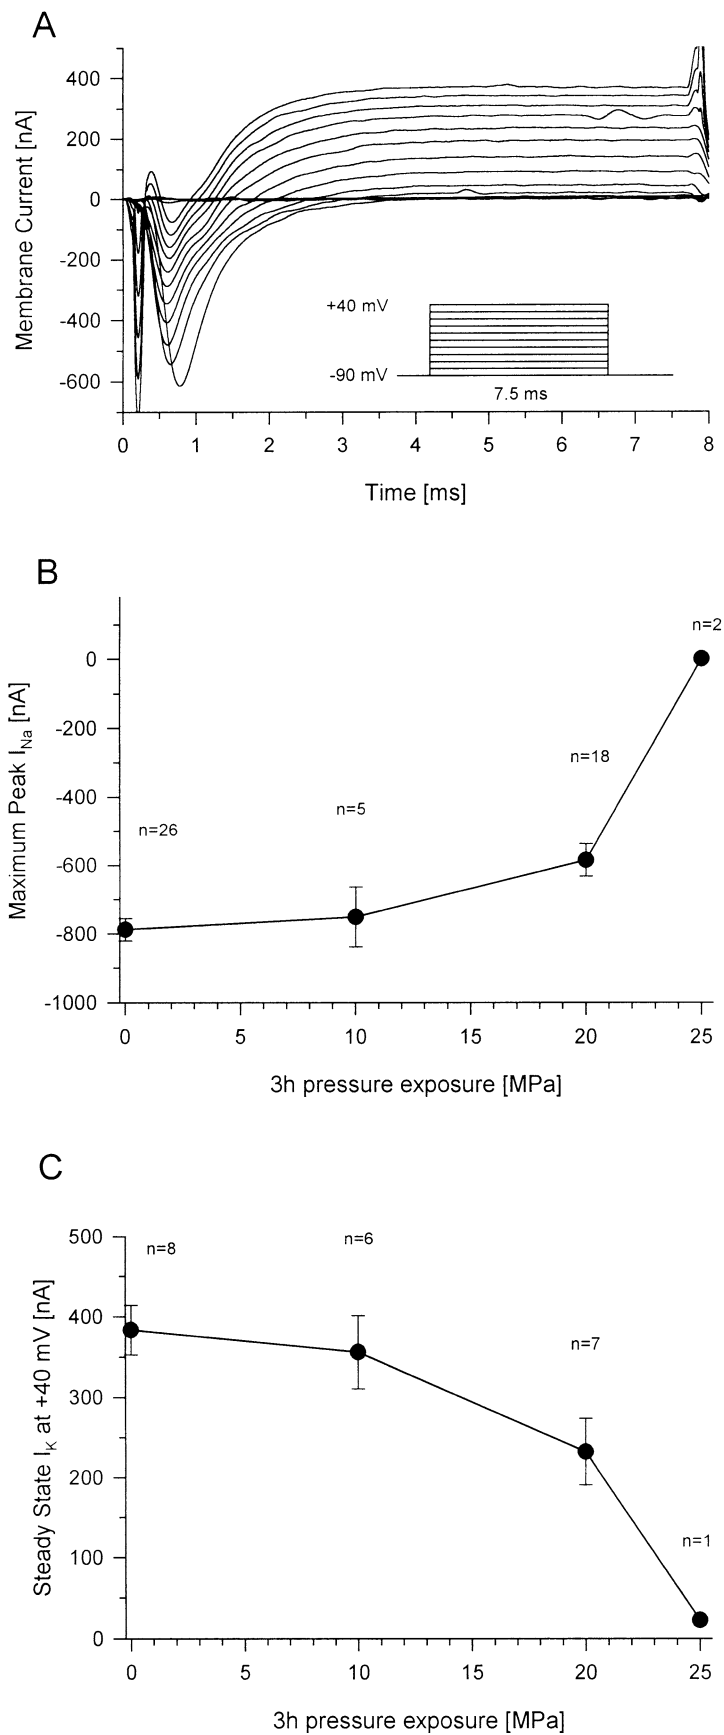 A
Membrane Current [nA]
400
200
0
-200
-400
-600
+40 mV
-90 mV
7.5 ms
0 1 2 3 4 5 6 7 8
Time [ms]
B
Maximum Peak I_Na [nA]
0
-200
-400
-600
-800
-1000
n=26
n=5
n=18
n=2
0 5 10 15 20 25
3h pressure exposure [MPa]
C
Steady State I_K at +40 mV [nA]
500
400
300
200
100
0
n=8
n=6
n=7
n=1
0 5 10 15 20 25
3h pressure exposure [MPa]